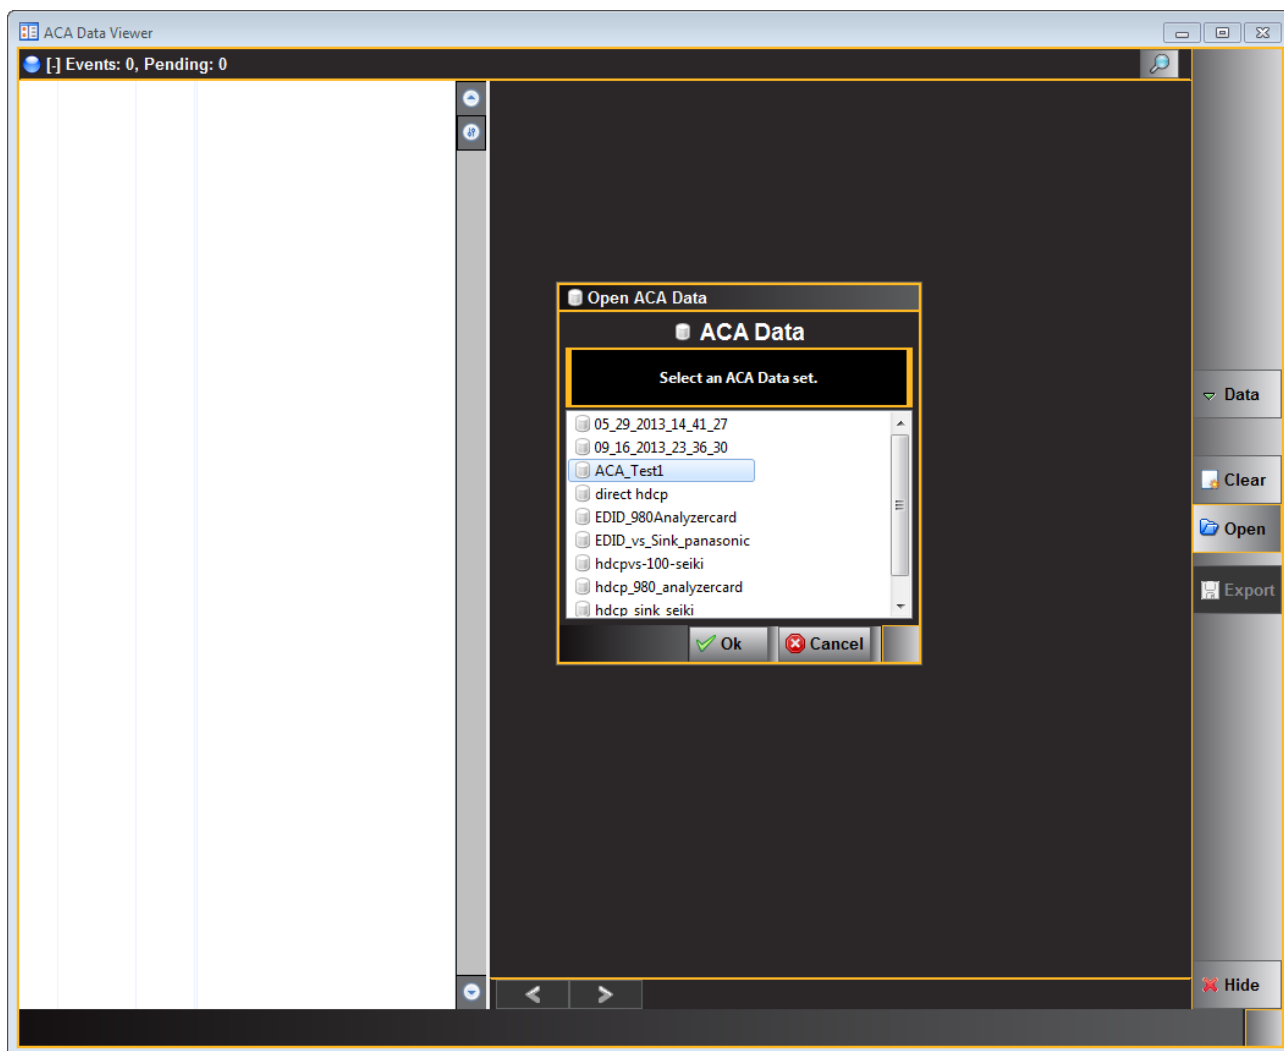 ACA Data Viewer
[-] Events: 0, Pending: 0
Open ACA Data
ACA Data
Select an ACA Data set.
05_29_2013_14_41_27
09_16_2013_23_36_30
ACA_Test1
direct hdcp
EDID_980Analyzercard
EDID_vs_Sink_panasonic
hdcpvs-100-seiki
hdcp_980_analyzercard
hdcp_sink_seiki
Ok
Cancel
Data
Clear
Open
Export
Hide